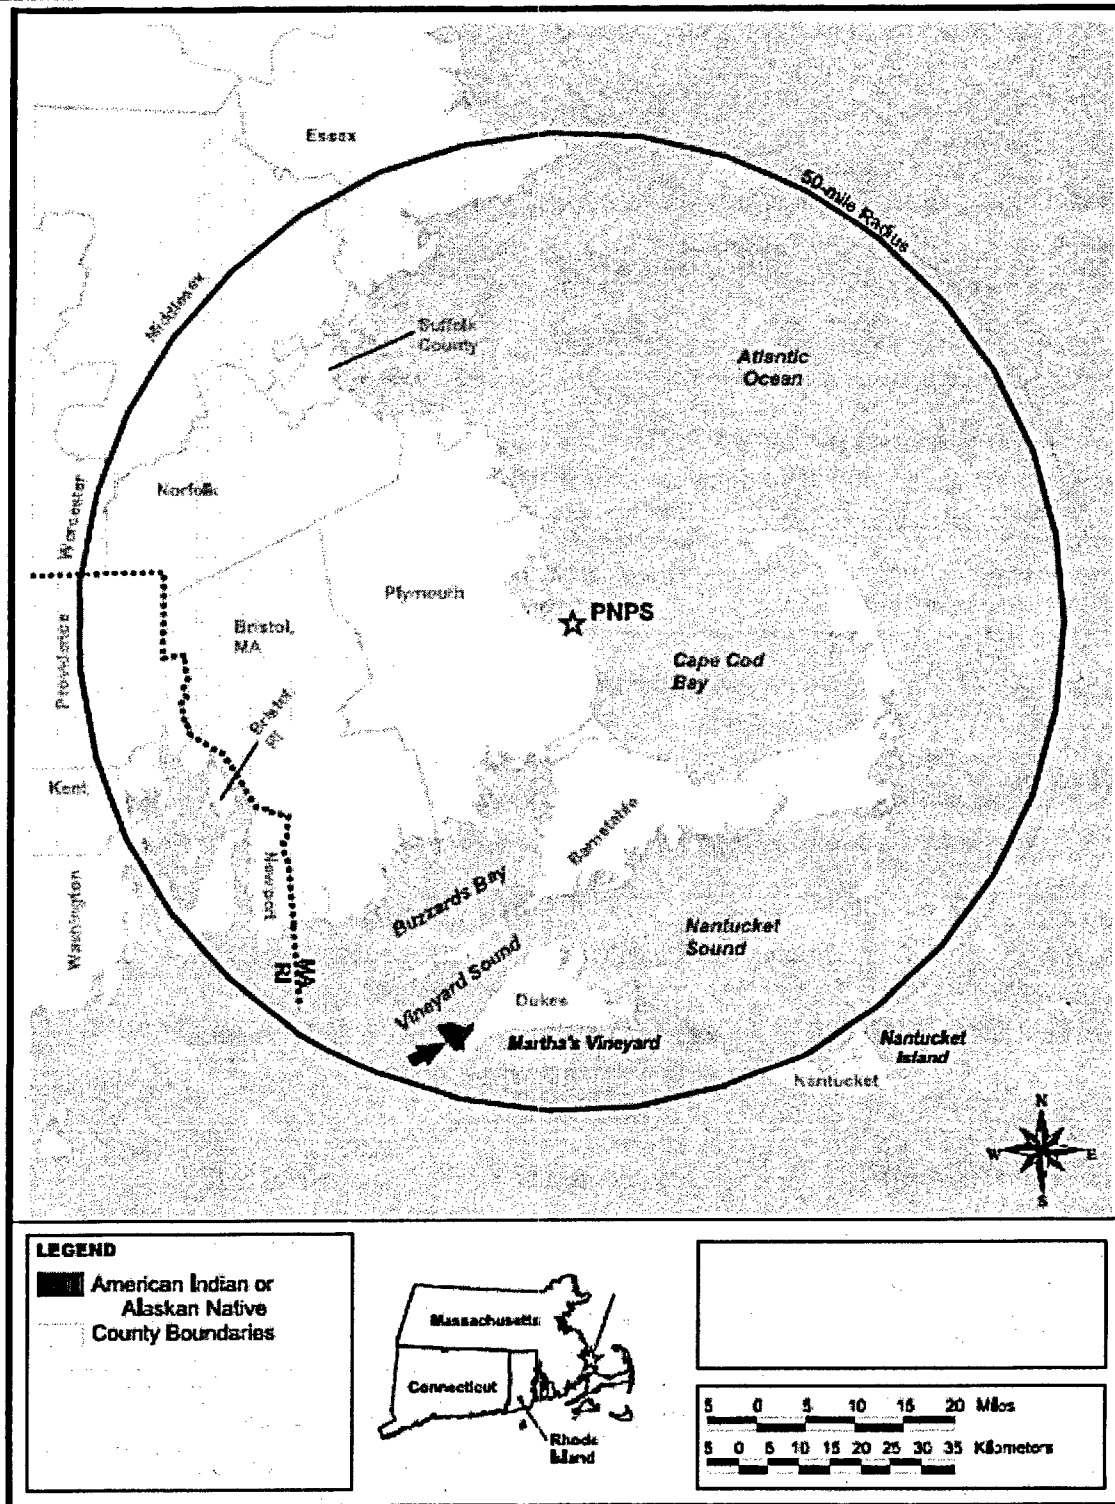 Essex
50-mile Radius
Middlesex
Suffolk
County
Atlantic
Ocean
Norfolk
Worcester
Plymouth
PNPS
Bristol,
MA
Cape Cod
Bay
Providence
Bristol
RI
Kent
Barnstable
Newport
Washington
Buzzards Bay
Nantucket
Sound
Vineyard Sound
MA
RI
Dukes
Martha's Vineyard
Nantucket
Island
Nantucket
N
W
E
S
LEGEND
American Indian or
Alaskan Native
County Boundaries
Massachusetts
Connecticut
Rhode
Island
5 0 5 10 15 20 Miles
5 0 5 10 15 20 25 30 35 Kilometers